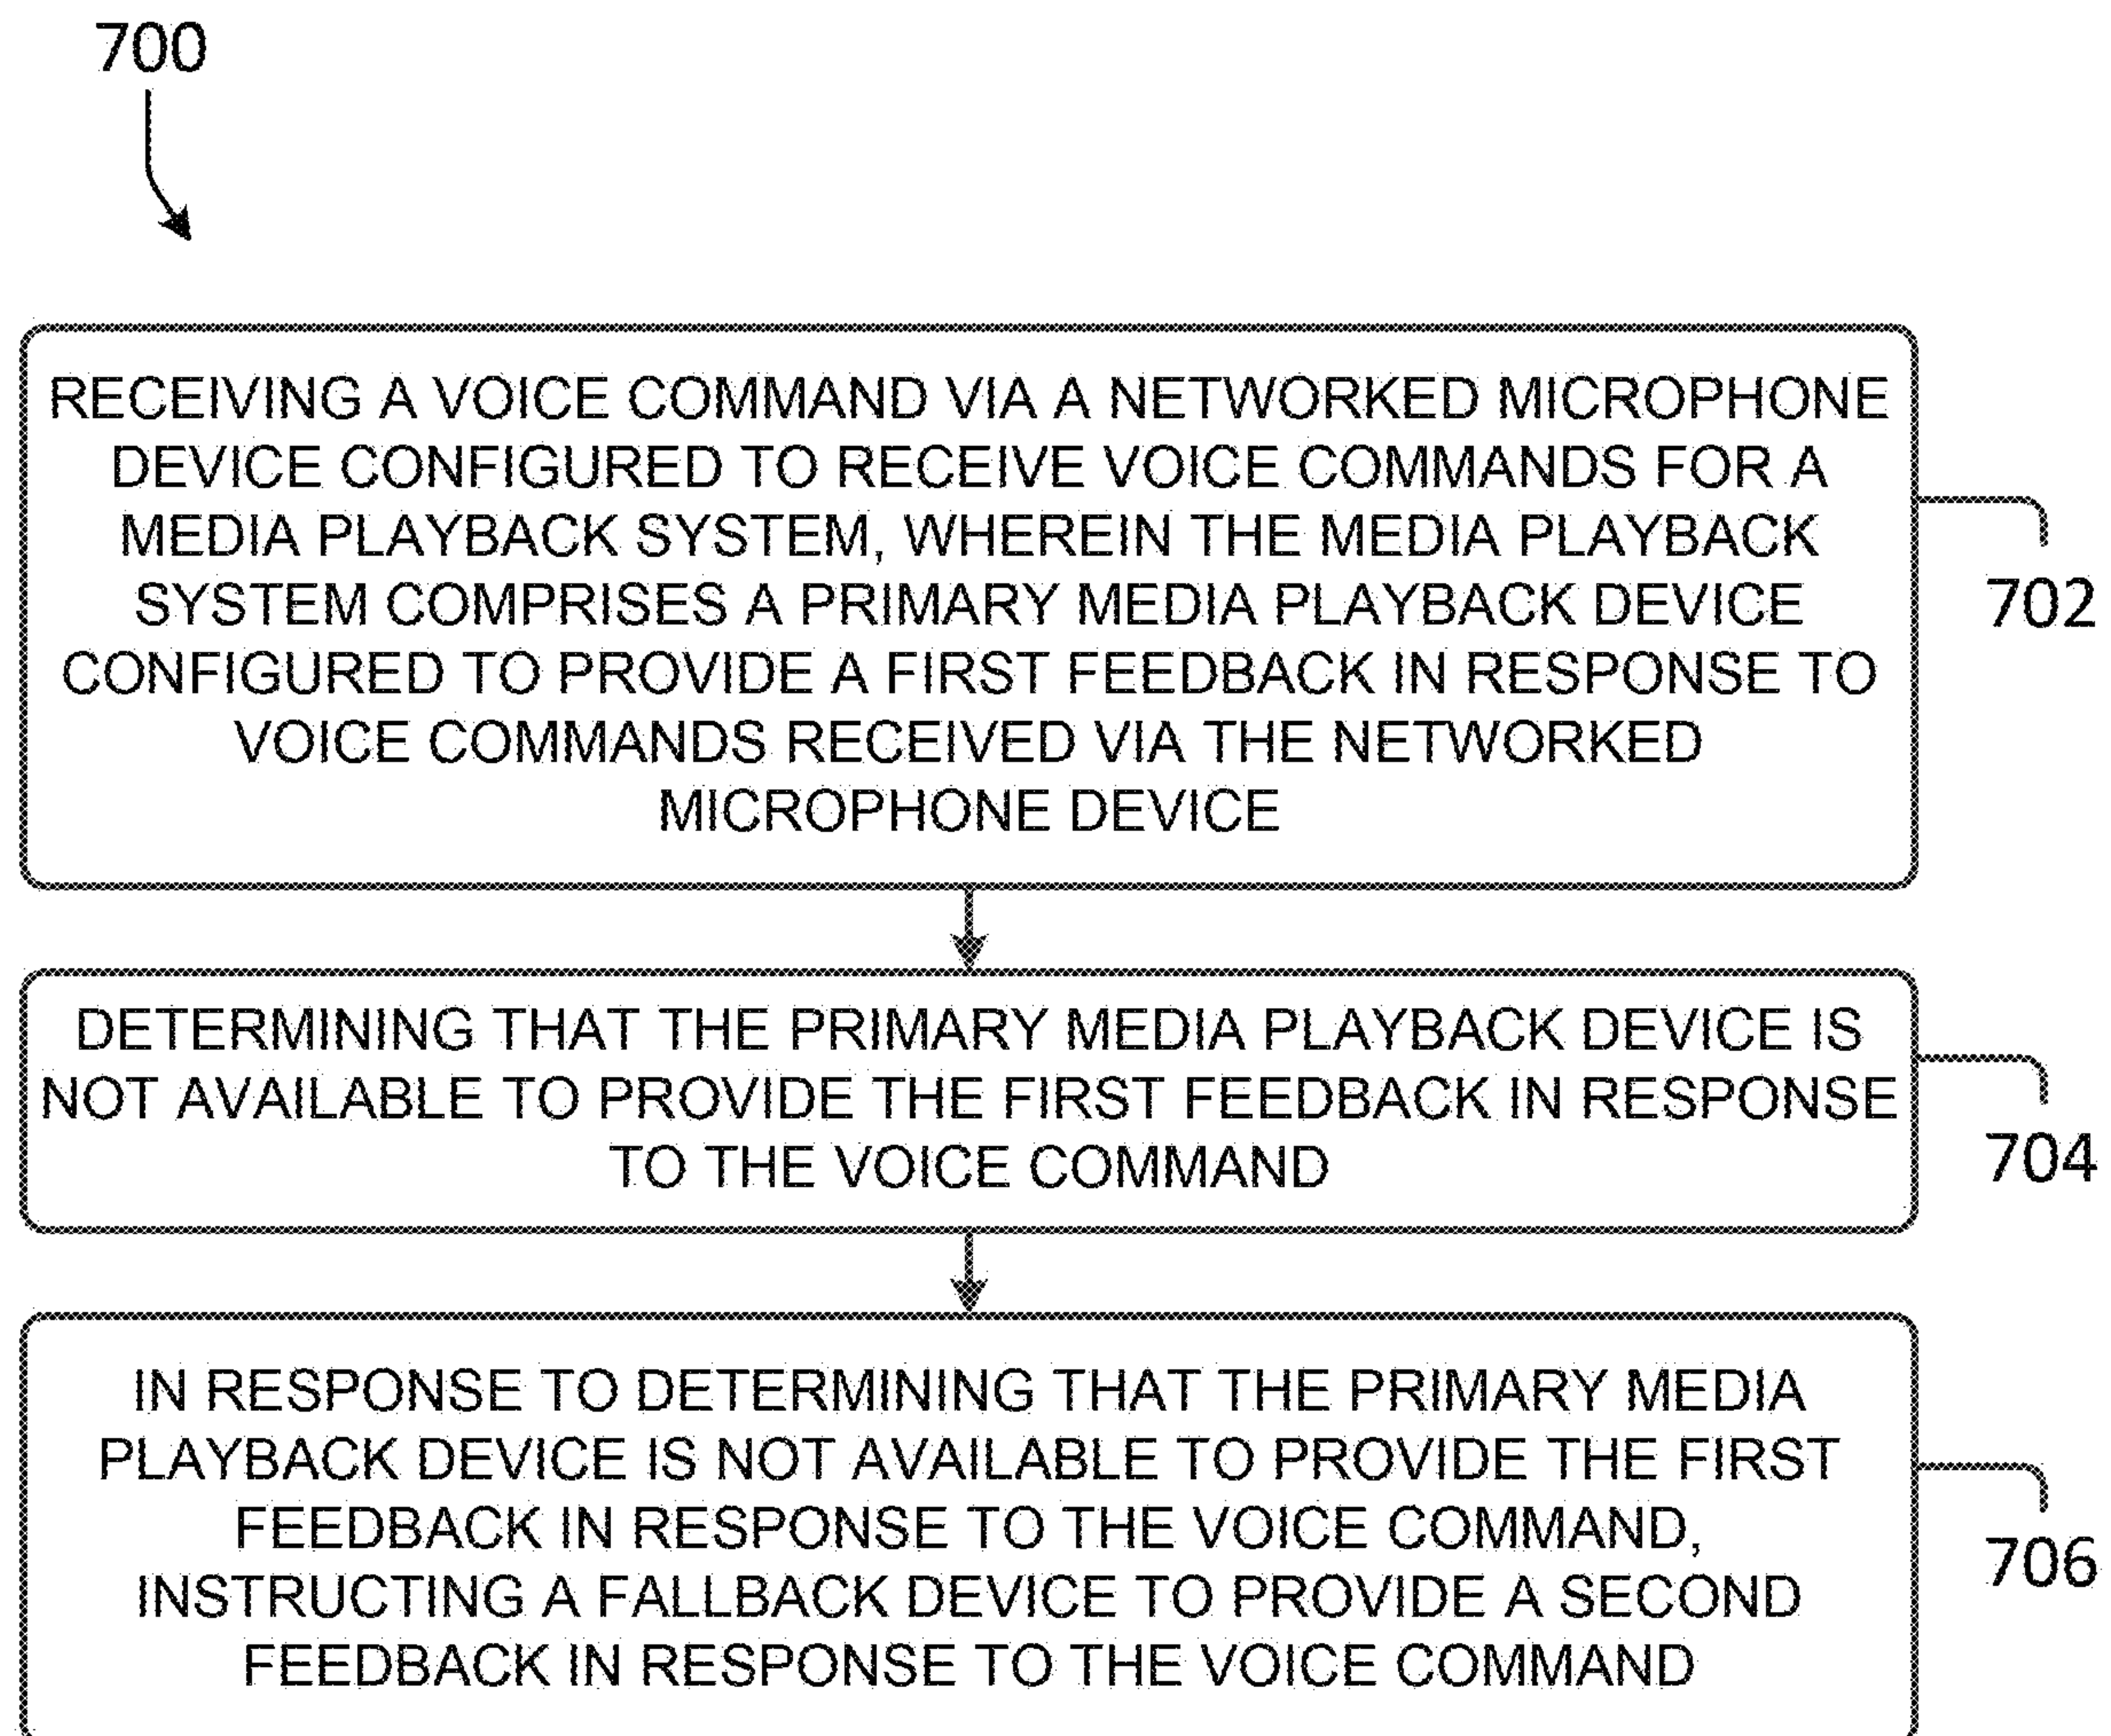 700
RECEIVING A VOICE COMMAND VIA A NETWORKED MICROPHONE
DEVICE CONFIGURED TO RECEIVE VOICE COMMANDS FOR A
MEDIA PLAYBACK SYSTEM, WHEREIN THE MEDIA PLAYBACK
SYSTEM COMPRISES A PRIMARY MEDIA PLAYBACK DEVICE
CONFIGURED TO PROVIDE A FIRST FEEDBACK IN RESPONSE TO
VOICE COMMANDS RECEIVED VIA THE NETWORKED
MICROPHONE DEVICE
702
DETERMINING THAT THE PRIMARY MEDIA PLAYBACK DEVICE IS
NOT AVAILABLE TO PROVIDE THE FIRST FEEDBACK IN RESPONSE
TO THE VOICE COMMAND
704
IN RESPONSE TO DETERMINING THAT THE PRIMARY MEDIA
PLAYBACK DEVICE IS NOT AVAILABLE TO PROVIDE THE FIRST
FEEDBACK IN RESPONSE TO THE VOICE COMMAND,
INSTRUCTING A FALLBACK DEVICE TO PROVIDE A SECOND
FEEDBACK IN RESPONSE TO THE VOICE COMMAND
706